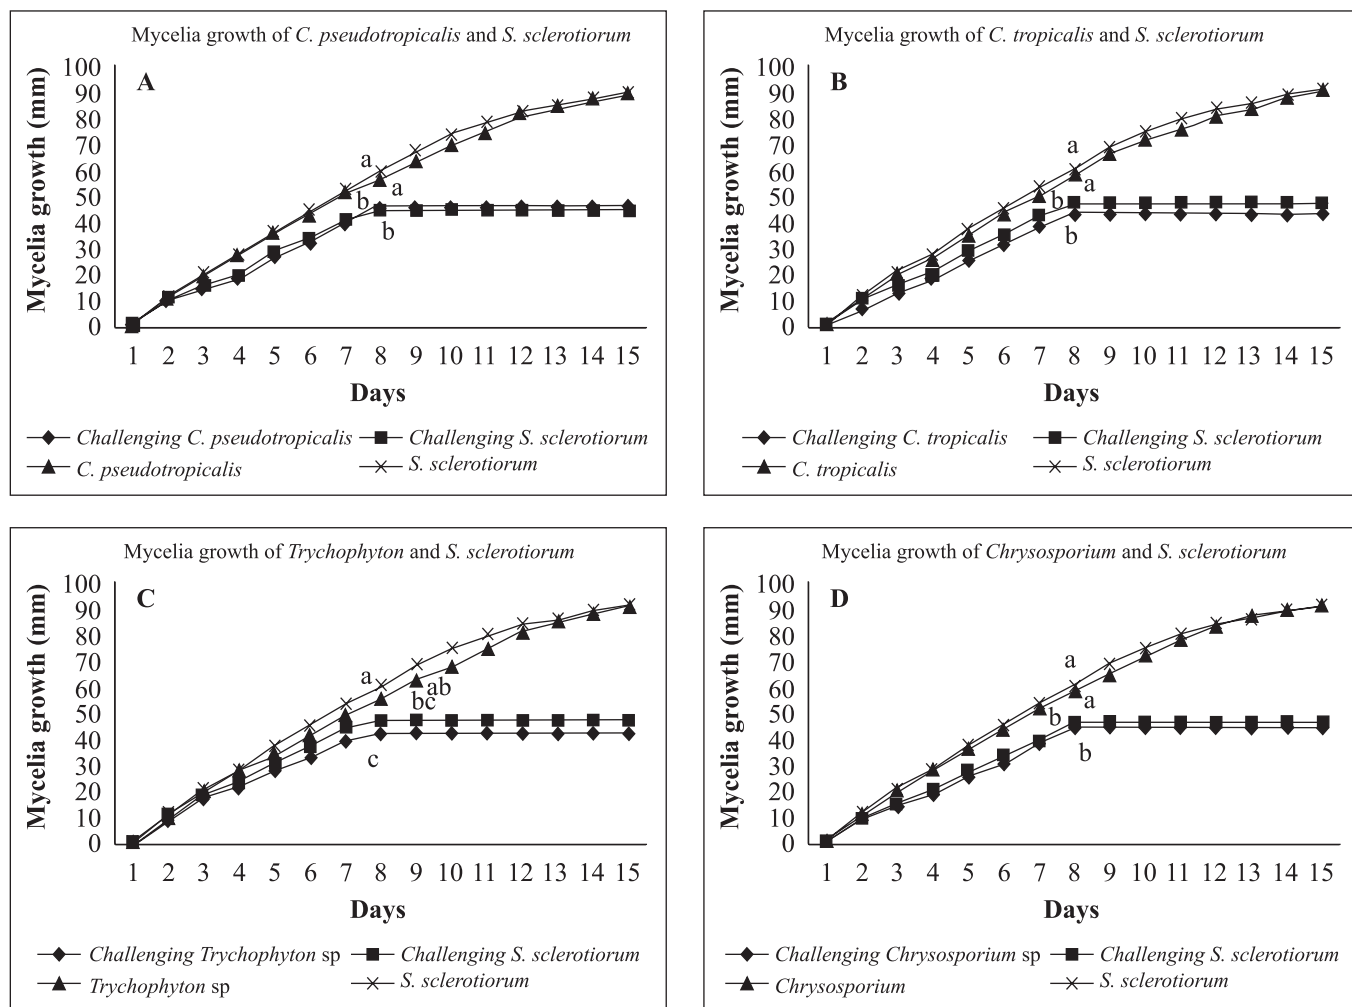 Mycelia growth of C. pseudotropicalis and S. sclerotiorum
A
Mycelia growth (mm)
100
90
80
70
60
50
40
30
20
10
0
a
a
b
b
1 2 3 4 5 6 7 8 9 10 11 12 13 14 15
Days
Challenging C. pseudotropicalis Challenging S. sclerotiorum
C. pseudotropicalis S. sclerotiorum
Mycelia growth of C. tropicalis and S. sclerotiorum
B
Mycelia growth (mm)
100
90
80
70
60
50
40
30
20
10
0
a
a
b
b
1 2 3 4 5 6 7 8 9 10 11 12 13 14 15
Days
Challenging C. tropicalis Challenging S. sclerotiorum
C. tropicalis S. sclerotiorum
Mycelia growth of Trychophyton and S. sclerotiorum
C
Mycelia growth (mm)
100
90
80
70
60
50
40
30
20
10
0
a
ab
bc
c
1 2 3 4 5 6 7 8 9 10 11 12 13 14 15
Days
Challenging Trychophyton sp Challenging S. sclerotiorum
Trychophyton sp S. sclerotiorum
Mycelia growth of Chrysosporium and S. sclerotiorum
D
Mycelia growth (mm)
100
90
80
70
60
50
40
30
20
10
0
a
a
b
b
1 2 3 4 5 6 7 8 9 10 11 12 13 14 15
Days
Challenging Chrysosporium sp Challenging S. sclerotiorum
Chrysosporium S. sclerotiorum